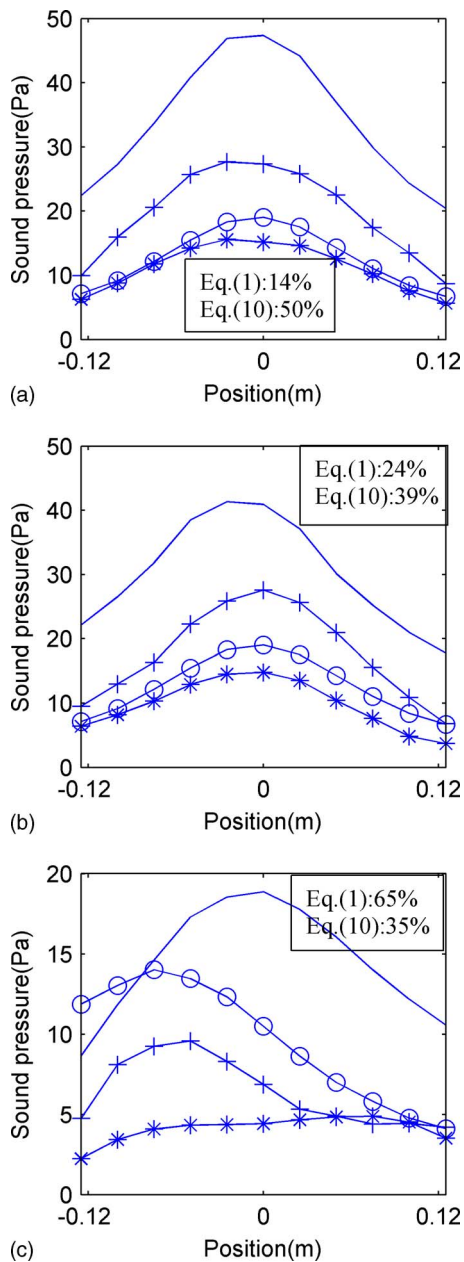 50
40
30
20
10
0
Sound pressure(Pa)
Eq.(1):14%
Eq.(10):50%
-0.12 0 0.12
Position(m)
(a)
50
40
30
20
10
0
Sound pressure(Pa)
Eq.(1):24%
Eq.(10):39%
-0.12 0 0.12
Position(m)
(b)
20
15
10
5
0
Sound pressure(Pa)
Eq.(1):65%
Eq.(10):35%
-0.12 0 0.12
Position(m)
(c)